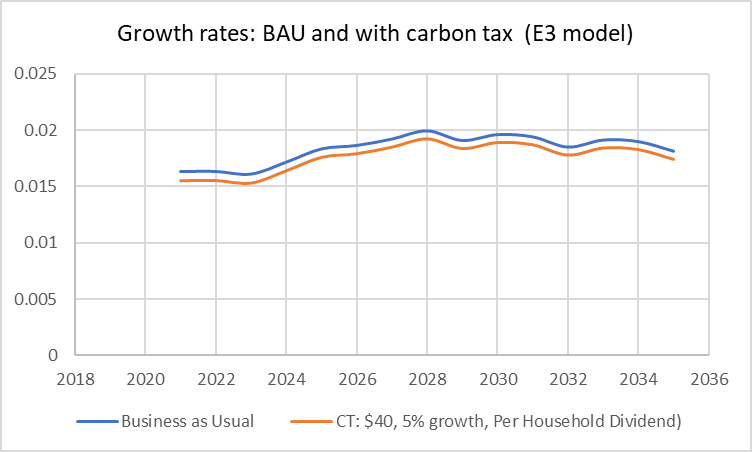 Growth rates: BAU and with carbon tax  (E3 model)
0.025
0.02
0.015
0.01
0.005
0
2018 2020 2022 2024 2026 2028 2030 2032 2034 2036
Business as Usual CT: $40, 5% growth, Per Household Dividend)